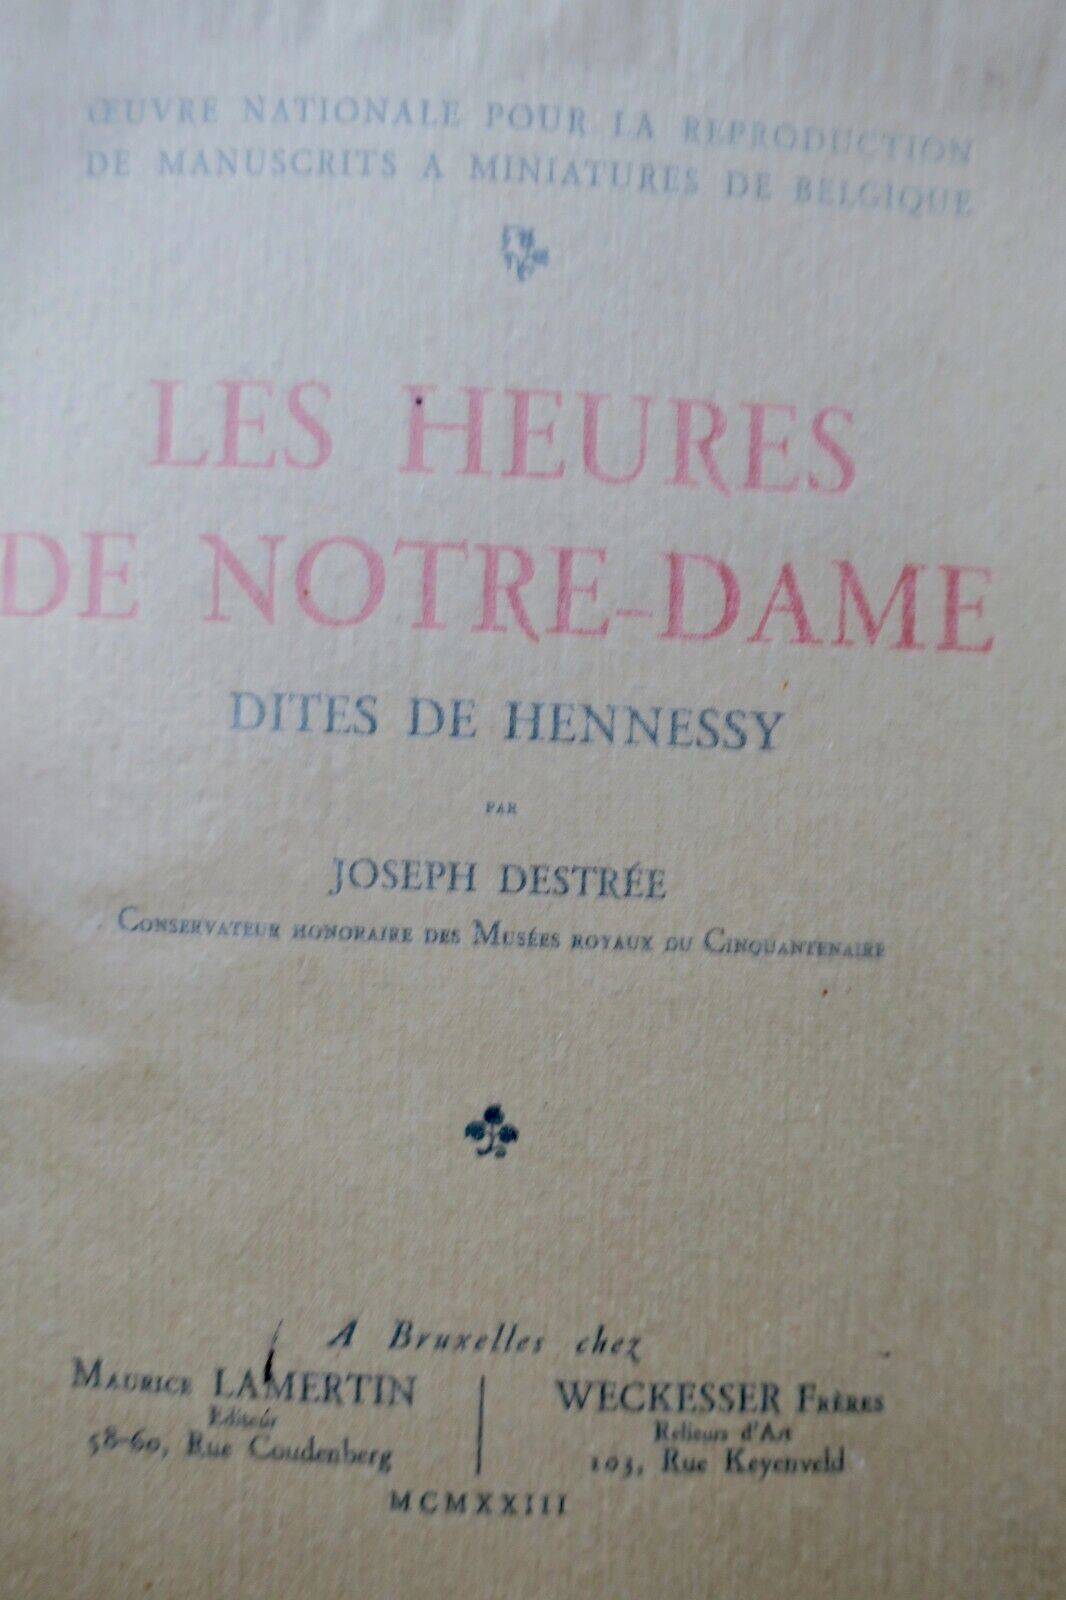 ŒUVRE NATIONALE POUR LA REPRODUCTION
DE MANUSCRITS A MINIATURES DE BELGIQUE
LES HEURES
DE NOTRE-DAME
DITES DE HENNESSY
PAR
JOSEPH DESTRÉE
CONSERVATEUR HONORAIRE DES MUSÉES ROYAUX DU CINQUANTENAIRE
A Bruxelles chez
MAURICE LAMERTIN
Editeur
58-60, Rue Coudenberg
WECKESSER FRÈRES
Relieurs d'Art
103, Rue Keyenveld
MCMXXIII